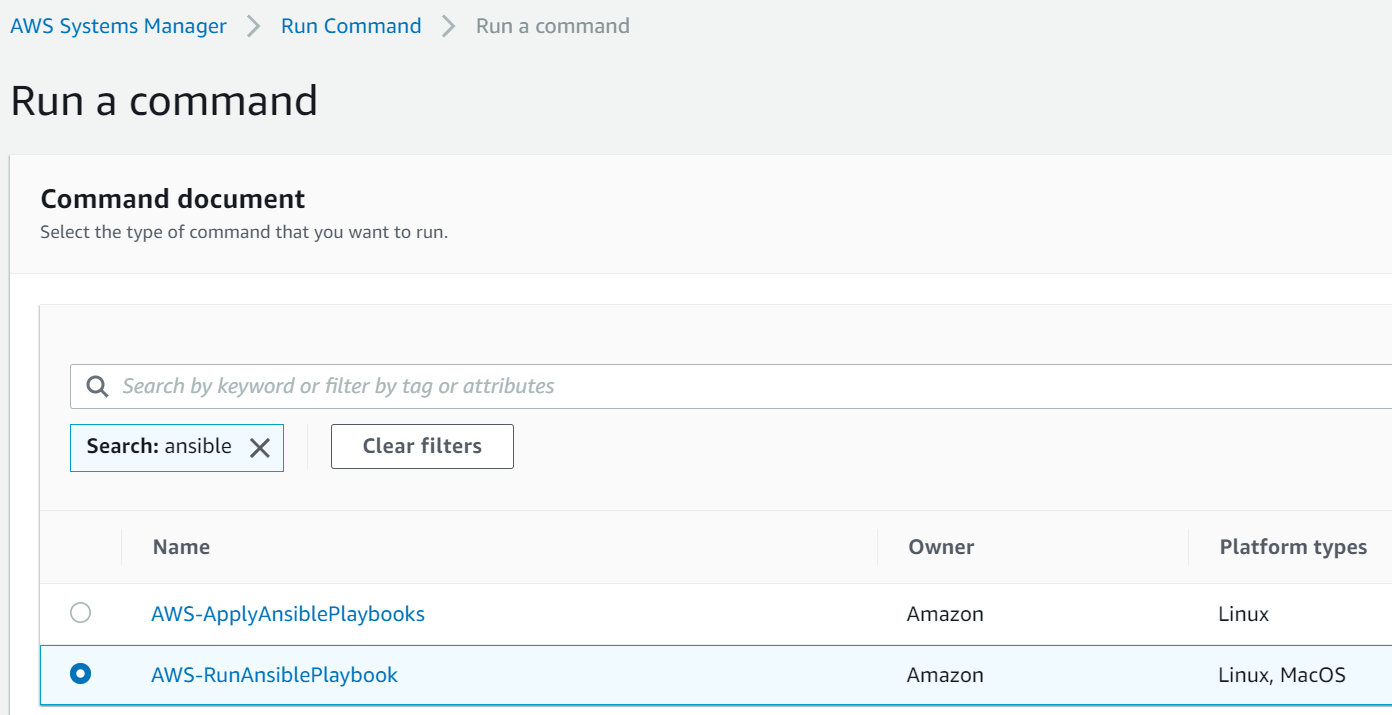 AWS Systems Manager > Run Command > Run a command
Run a command
Command document
Select the type of command that you want to run.
Search by keyword or filter by tag or attributes
Search: ansible Clear filters
Name Owner Platform types
AWS-ApplyAnsiblePlaybooks Amazon Linux
AWS-RunAnsiblePlaybook Amazon Linux, MacOS